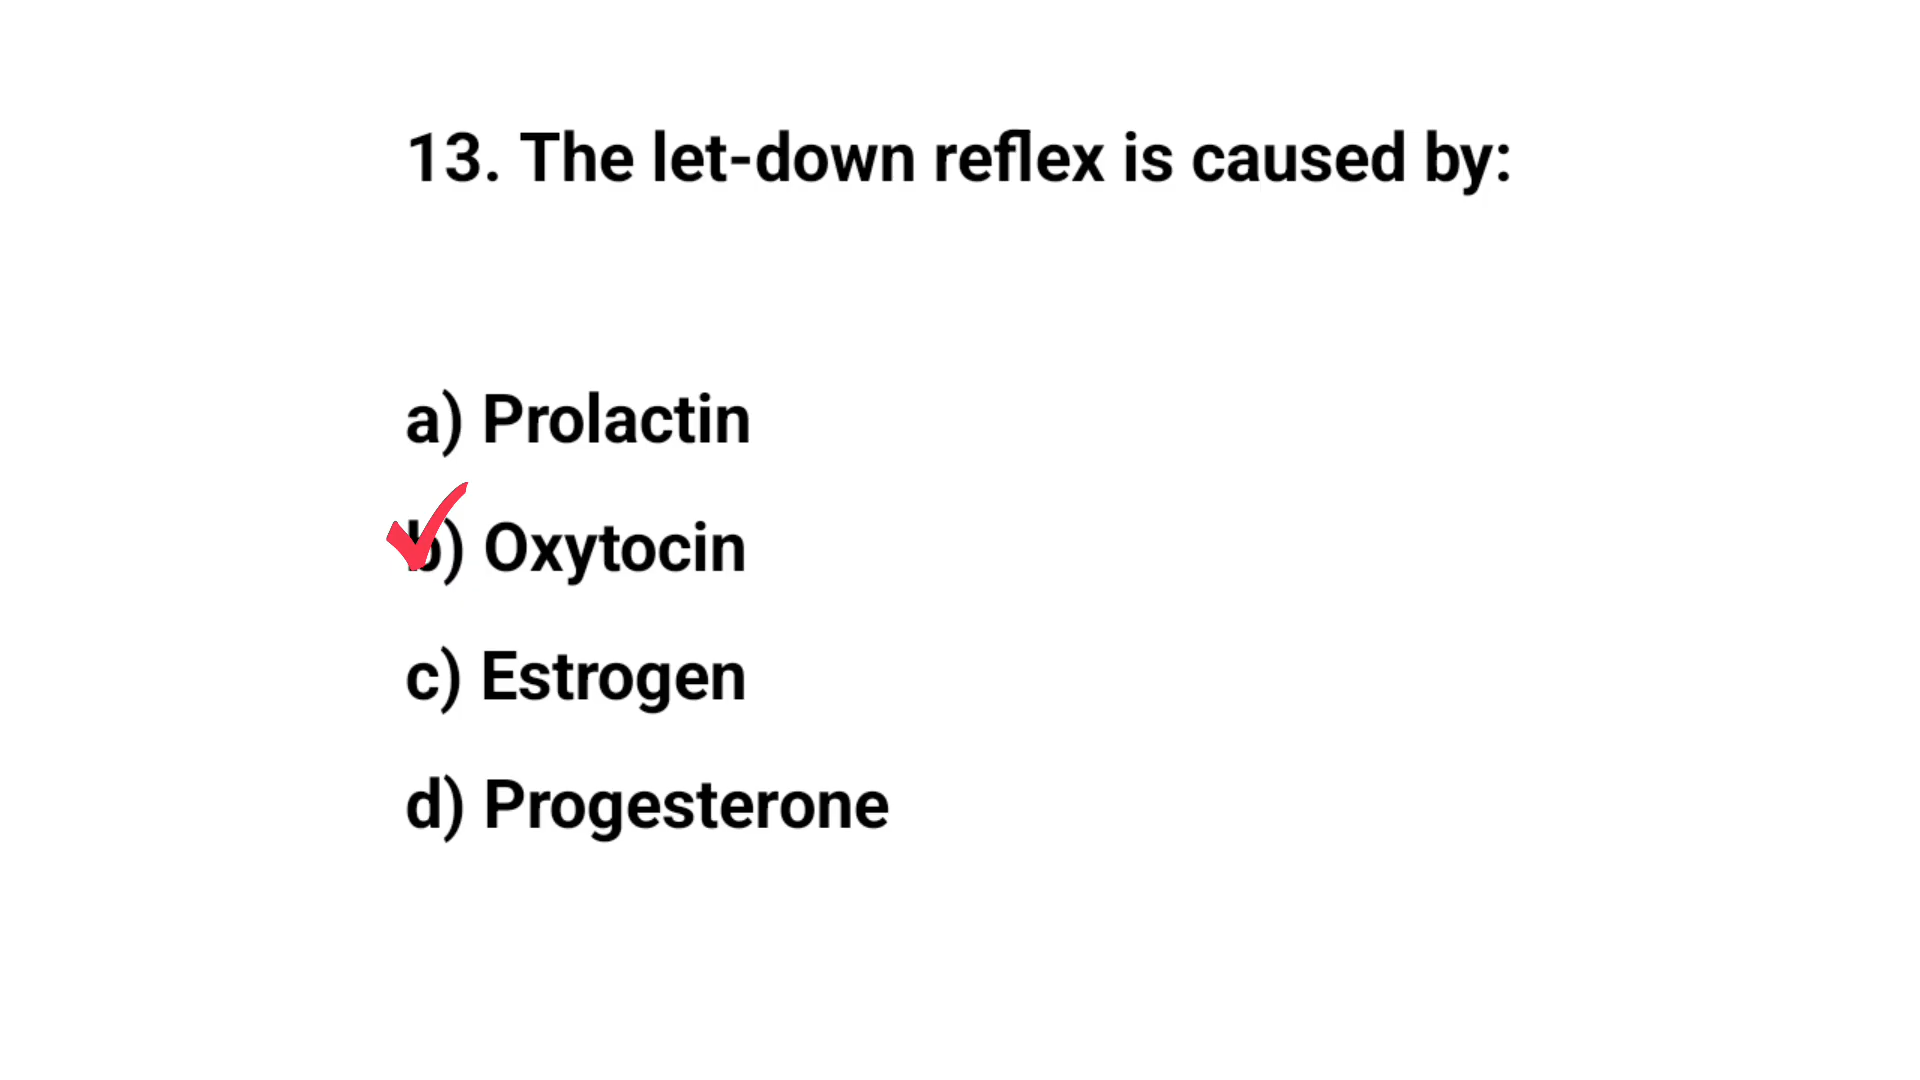 13. The let-down reflex is caused by:
a) Prolactin
b) Oxytocin
c) Estrogen
d) Progesterone